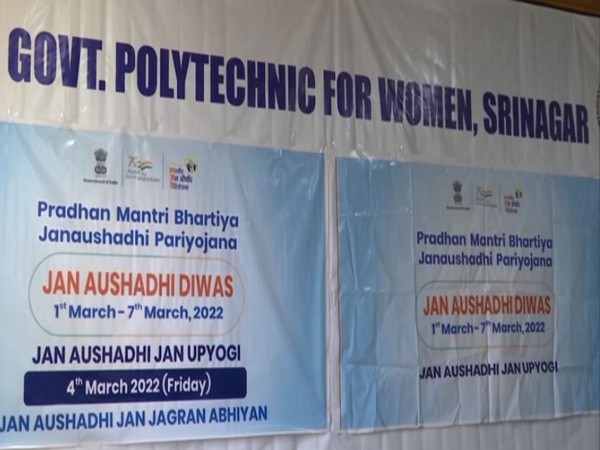 GOVT. POLYTECHNIC FOR WOMEN, SRINAGAR
Pradhan Mantri Bhartiya
Janaushadhi Pariyojana
JAN AUSHADHI DIWAS
1st March - 7th March, 2022
JAN AUSHADHI JAN UPYOGI
4th March 2022 (Friday)
JAN AUSHADHI JAN JAGRAN ABHIYAN
Pradhan Mantri Bhartiya
Janaushadhi Pariyojana
JAN AUSHADHI DIWAS
1st March - 7th March, 2022
JAN AUSHADHI JAN UPYOGI